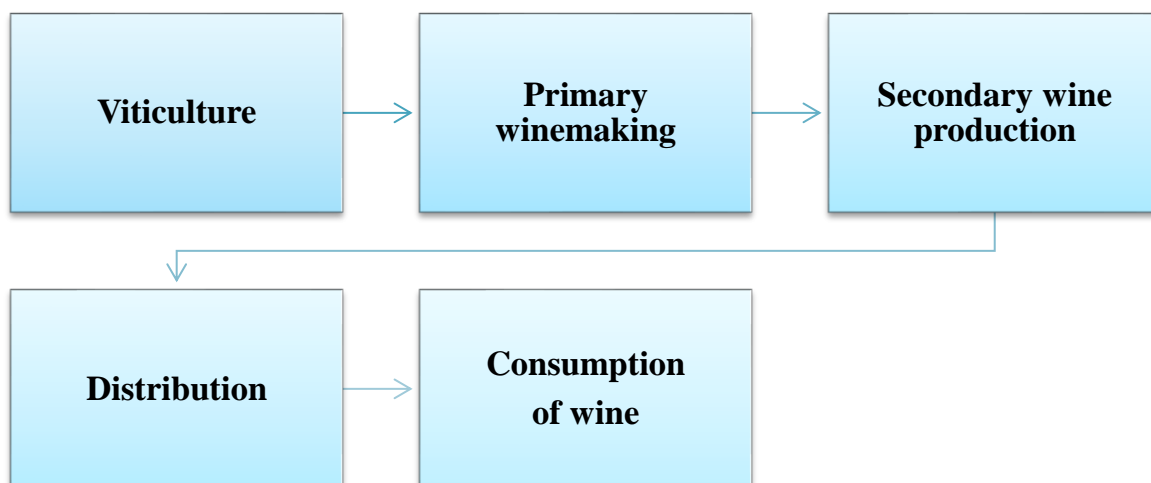 Viticulture
Primary
winemaking
Secondary wine
production
Distribution
Consumption
of wine